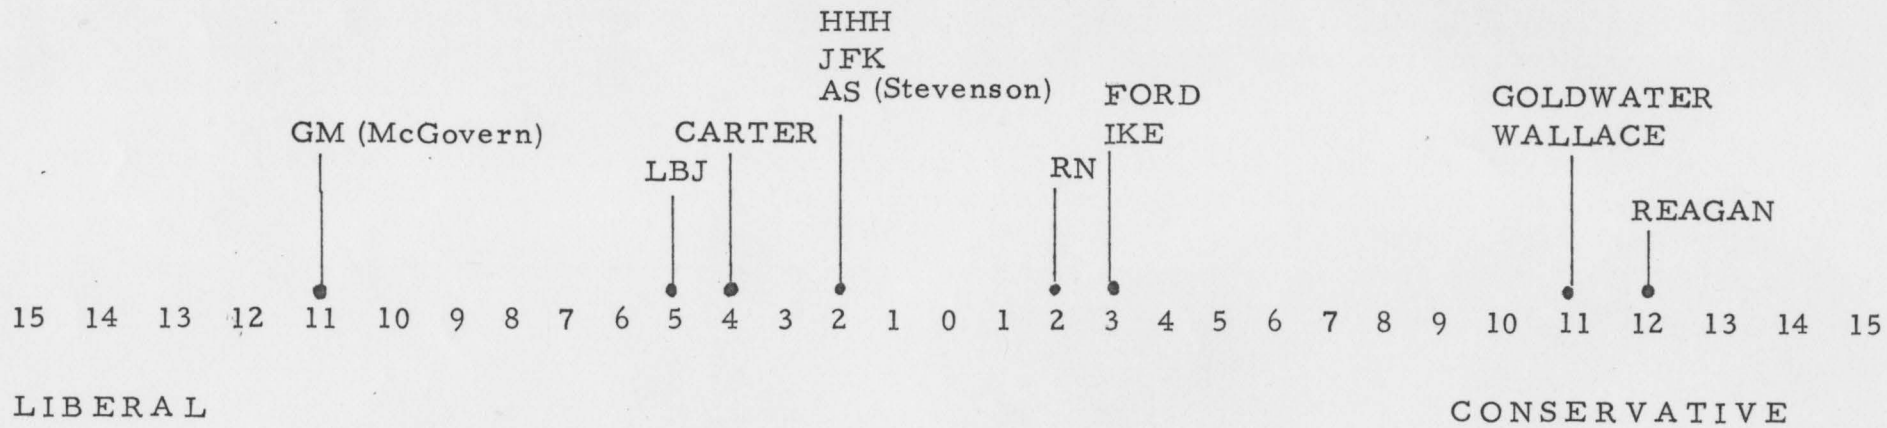 HHH
JFK
AS (Stevenson)
FORD
IKE
GOLDWATER
WALLACE
GM (McGovern)
CARTER
LBJ
RN
REAGAN
15 14 13 12 11 10 9 8 7 6 5 4 3 2 1 0 1 2 3 4 5 6 7 8 9 10 11 12 13 14 15
LIBERAL
CONSERVATIVE